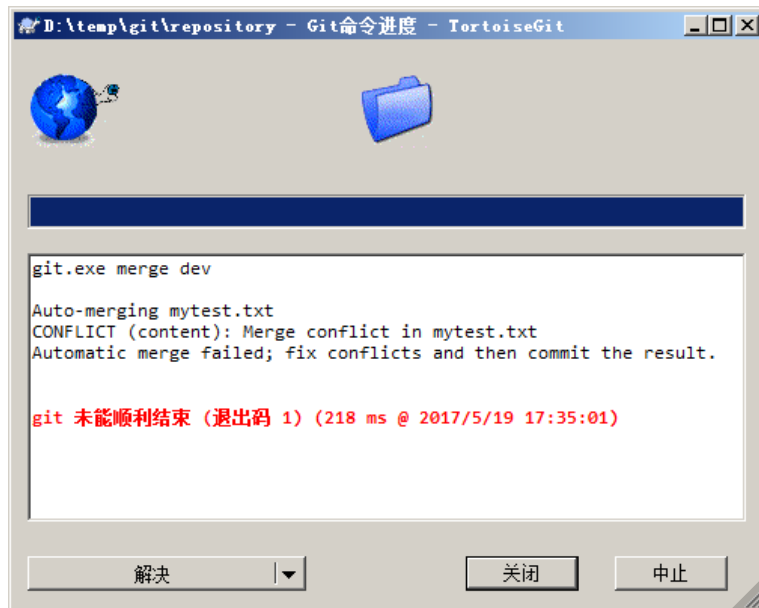 D:\temp\git\repository - Git命令进度 - TortoiseGit
git.exe merge dev
Auto-merging mytest.txt
CONFLICT (content): Merge conflict in mytest.txt
Automatic merge failed; fix conflicts and then commit the result.
git 未能顺利结束 (退出码 1) (218 ms @ 2017/5/19 17:35:01)
解决 关闭 中止